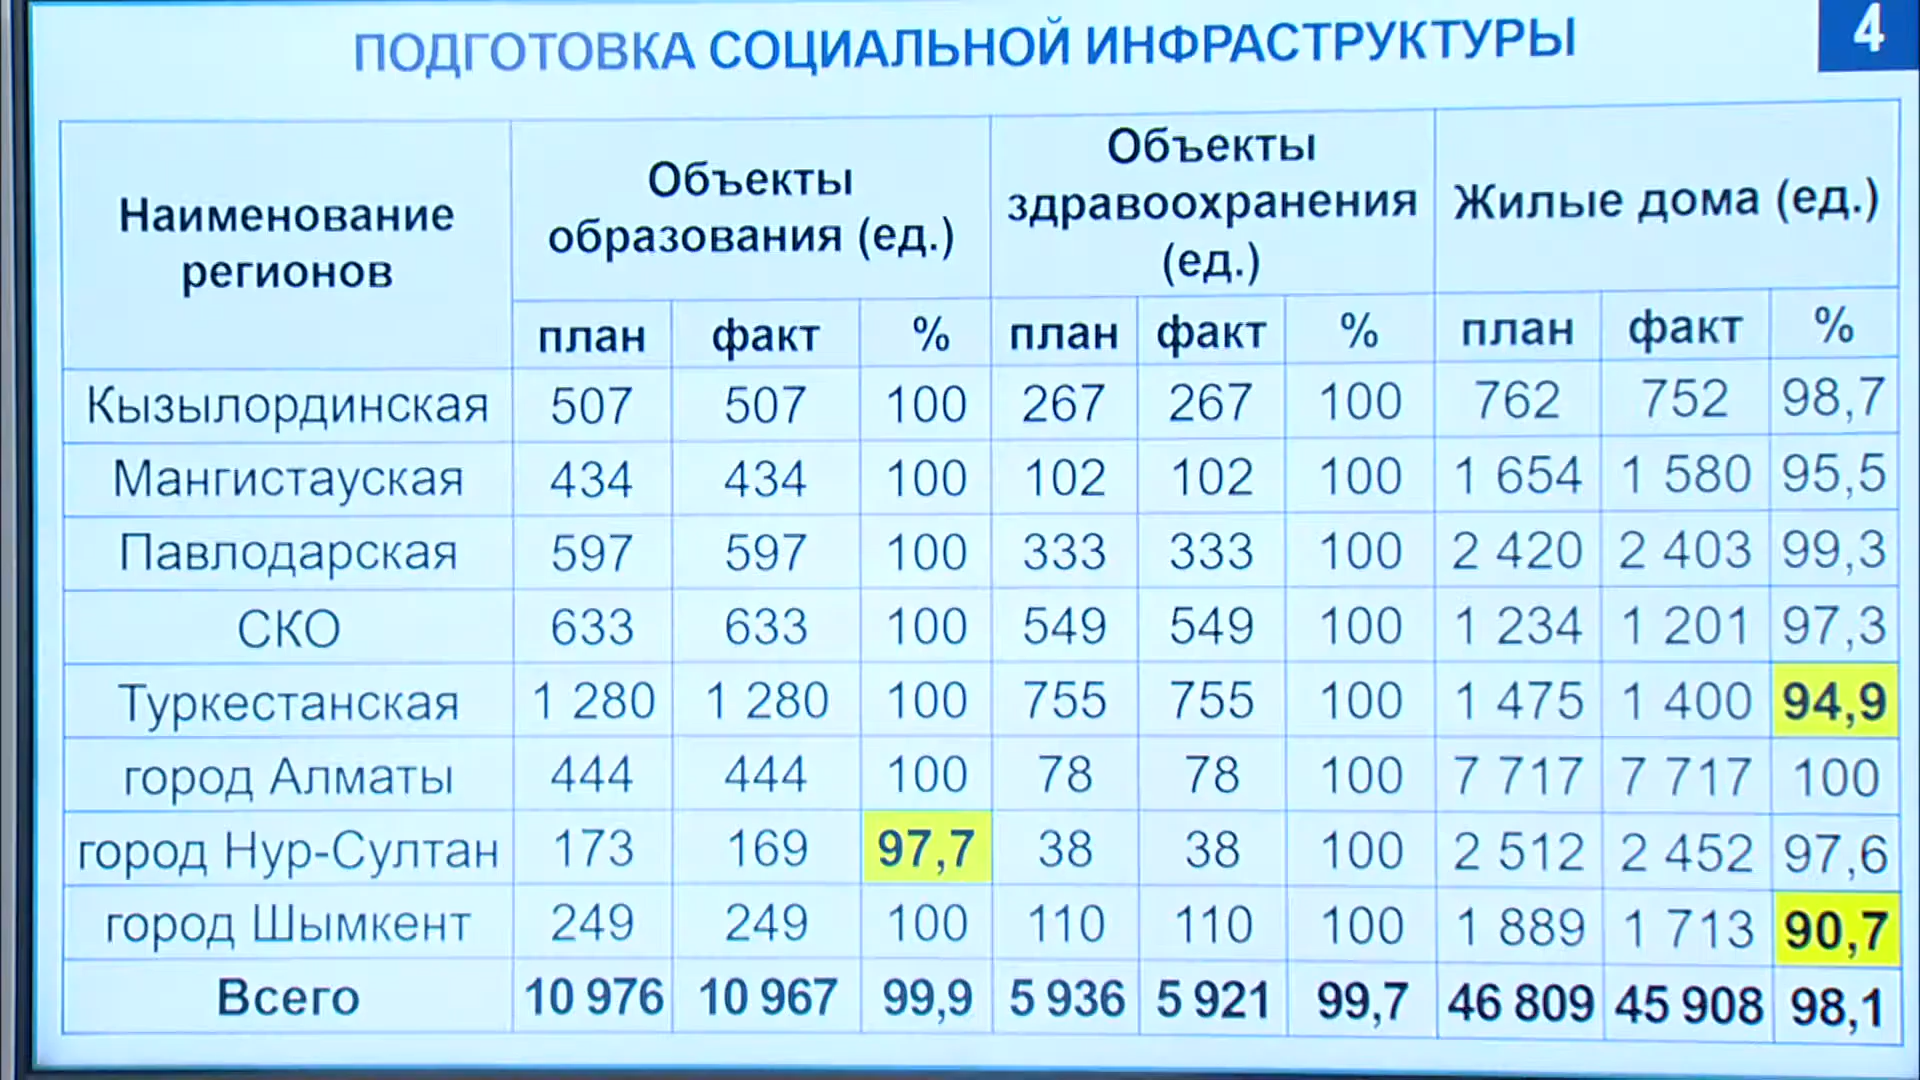 ПОДГОТОВКА СОЦИАЛЬНОЙ ИНФРАСТРУКТУРЫ
4
Наименование регионов
Объекты образования (ед.)
Объекты здравоохранения (ед.)
Жилые дома (ед.)
план факт % план факт % план факт %
Кызылординская 507 507 100 267 267 100 762 752 98,7
Мангистауская 434 434 100 102 102 100 1 654 1 580 95,5
Павлодарская 597 597 100 333 333 100 2 420 2 403 99,3
СКО 633 633 100 549 549 100 1 234 1 201 97,3
Туркестанская 1 280 1 280 100 755 755 100 1 475 1 400 94,9
город Алматы 444 444 100 78 78 100 7 717 7 717 100
город Нур-Султан 173 169 97,7 38 38 100 2 512 2 452 97,6
город Шымкент 249 249 100 110 110 100 1 889 1 713 90,7
Всего 10 976 10 967 99,9 5 936 5 921 99,7 46 809 45 908 98,1